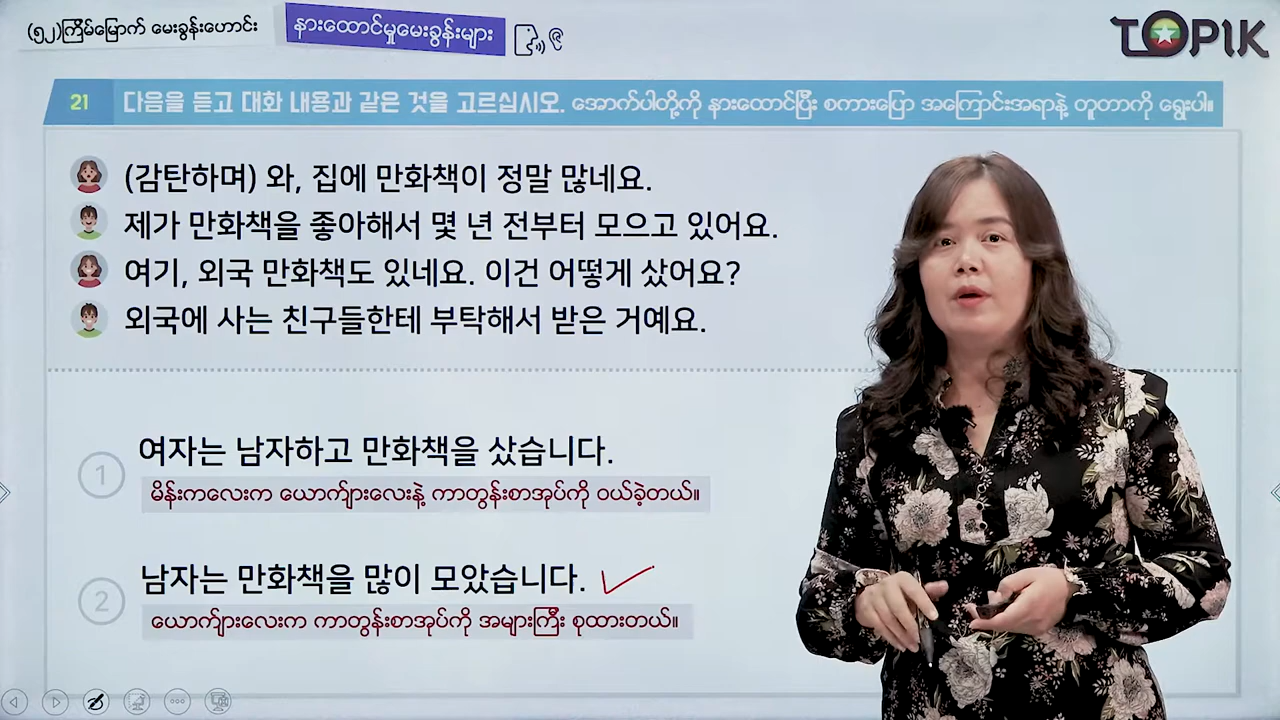 (၅၂)ကြိမ်မြောက် မေးခွန်းဟောင်း
နားထောင်မှုမေးခွန်းများ
TOPIK
21 다음을 듣고 대화 내용과 같은 것을 고르십시오. အောက်ပါတို့ကို နားထောင်ပြီး စကားပြော အကြောင်းအရာနဲ့ တူတာကို ရွေးပါ။
(감탄하며) 와, 집에 만화책이 정말 많네요.
제가 만화책을 좋아해서 몇 년 전부터 모으고 있어요.
여기, 외국 만화책도 있네요. 이건 어떻게 샀어요?
외국에 사는 친구들한테 부탁해서 받은 거예요.
1 여자는 남자하고 만화책을 샀습니다.
မိန်းကလေးက ယောက်ျားလေးနဲ့ ကာတွန်းစာအုပ်ကို ဝယ်ခဲ့တယ်။
2 남자는 만화책을 많이 모았습니다.
ယောက်ျားလေးက ကာတွန်းစာအုပ်ကို အများကြီး စုထားတယ်။